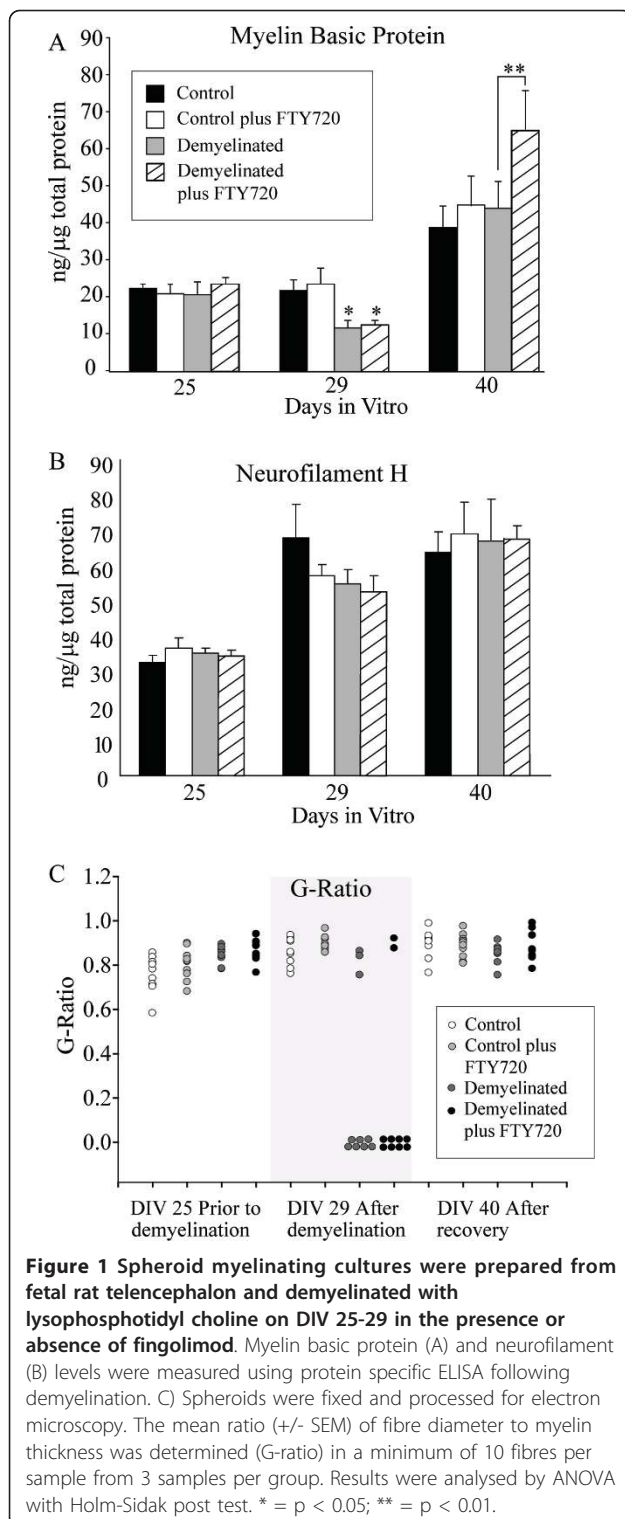 A
Myelin Basic Protein
90
80
70
60
50
40
30
20
10
0
ng/µg total protein
Control
Control plus FTY720
Demyelinated
Demyelinated
plus FTY720
* *
**
25 29 40
Days in Vitro
B
Neurofilament H
90
80
70
60
50
40
30
20
10
0
ng/µg total protein
25 29 40
Days in Vitro
C
G-Ratio
1.2
1.0
0.8
0.6
0.4
1.2
0.0
G-Ratio
Control
Control plus
FTY720
Demyelinated
Demyelinated
plus FTY720
DIV 25 Prior to
demyelination
DIV 29 After
demyelination
DIV 40 After
recovery
Figure 1 Spheroid myelinating cultures were prepared from
fetal rat telencephalon and demyelinated with
lysophosphotidyl choline on DIV 25-29 in the presence or
absence of fingolimod. Myelin basic protein (A) and neurofilament
(B) levels were measured using protein specific ELISA following
demyelination. C) Spheroids were fixed and processed for electron
microscopy. The mean ratio (+/- SEM) of fibre diameter to myelin
thickness was determined (G-ratio) in a minimum of 10 fibres per
sample from 3 samples per group. Results were analysed by ANOVA
with Holm-Sidak post test. * = p < 0.05; ** = p < 0.01.